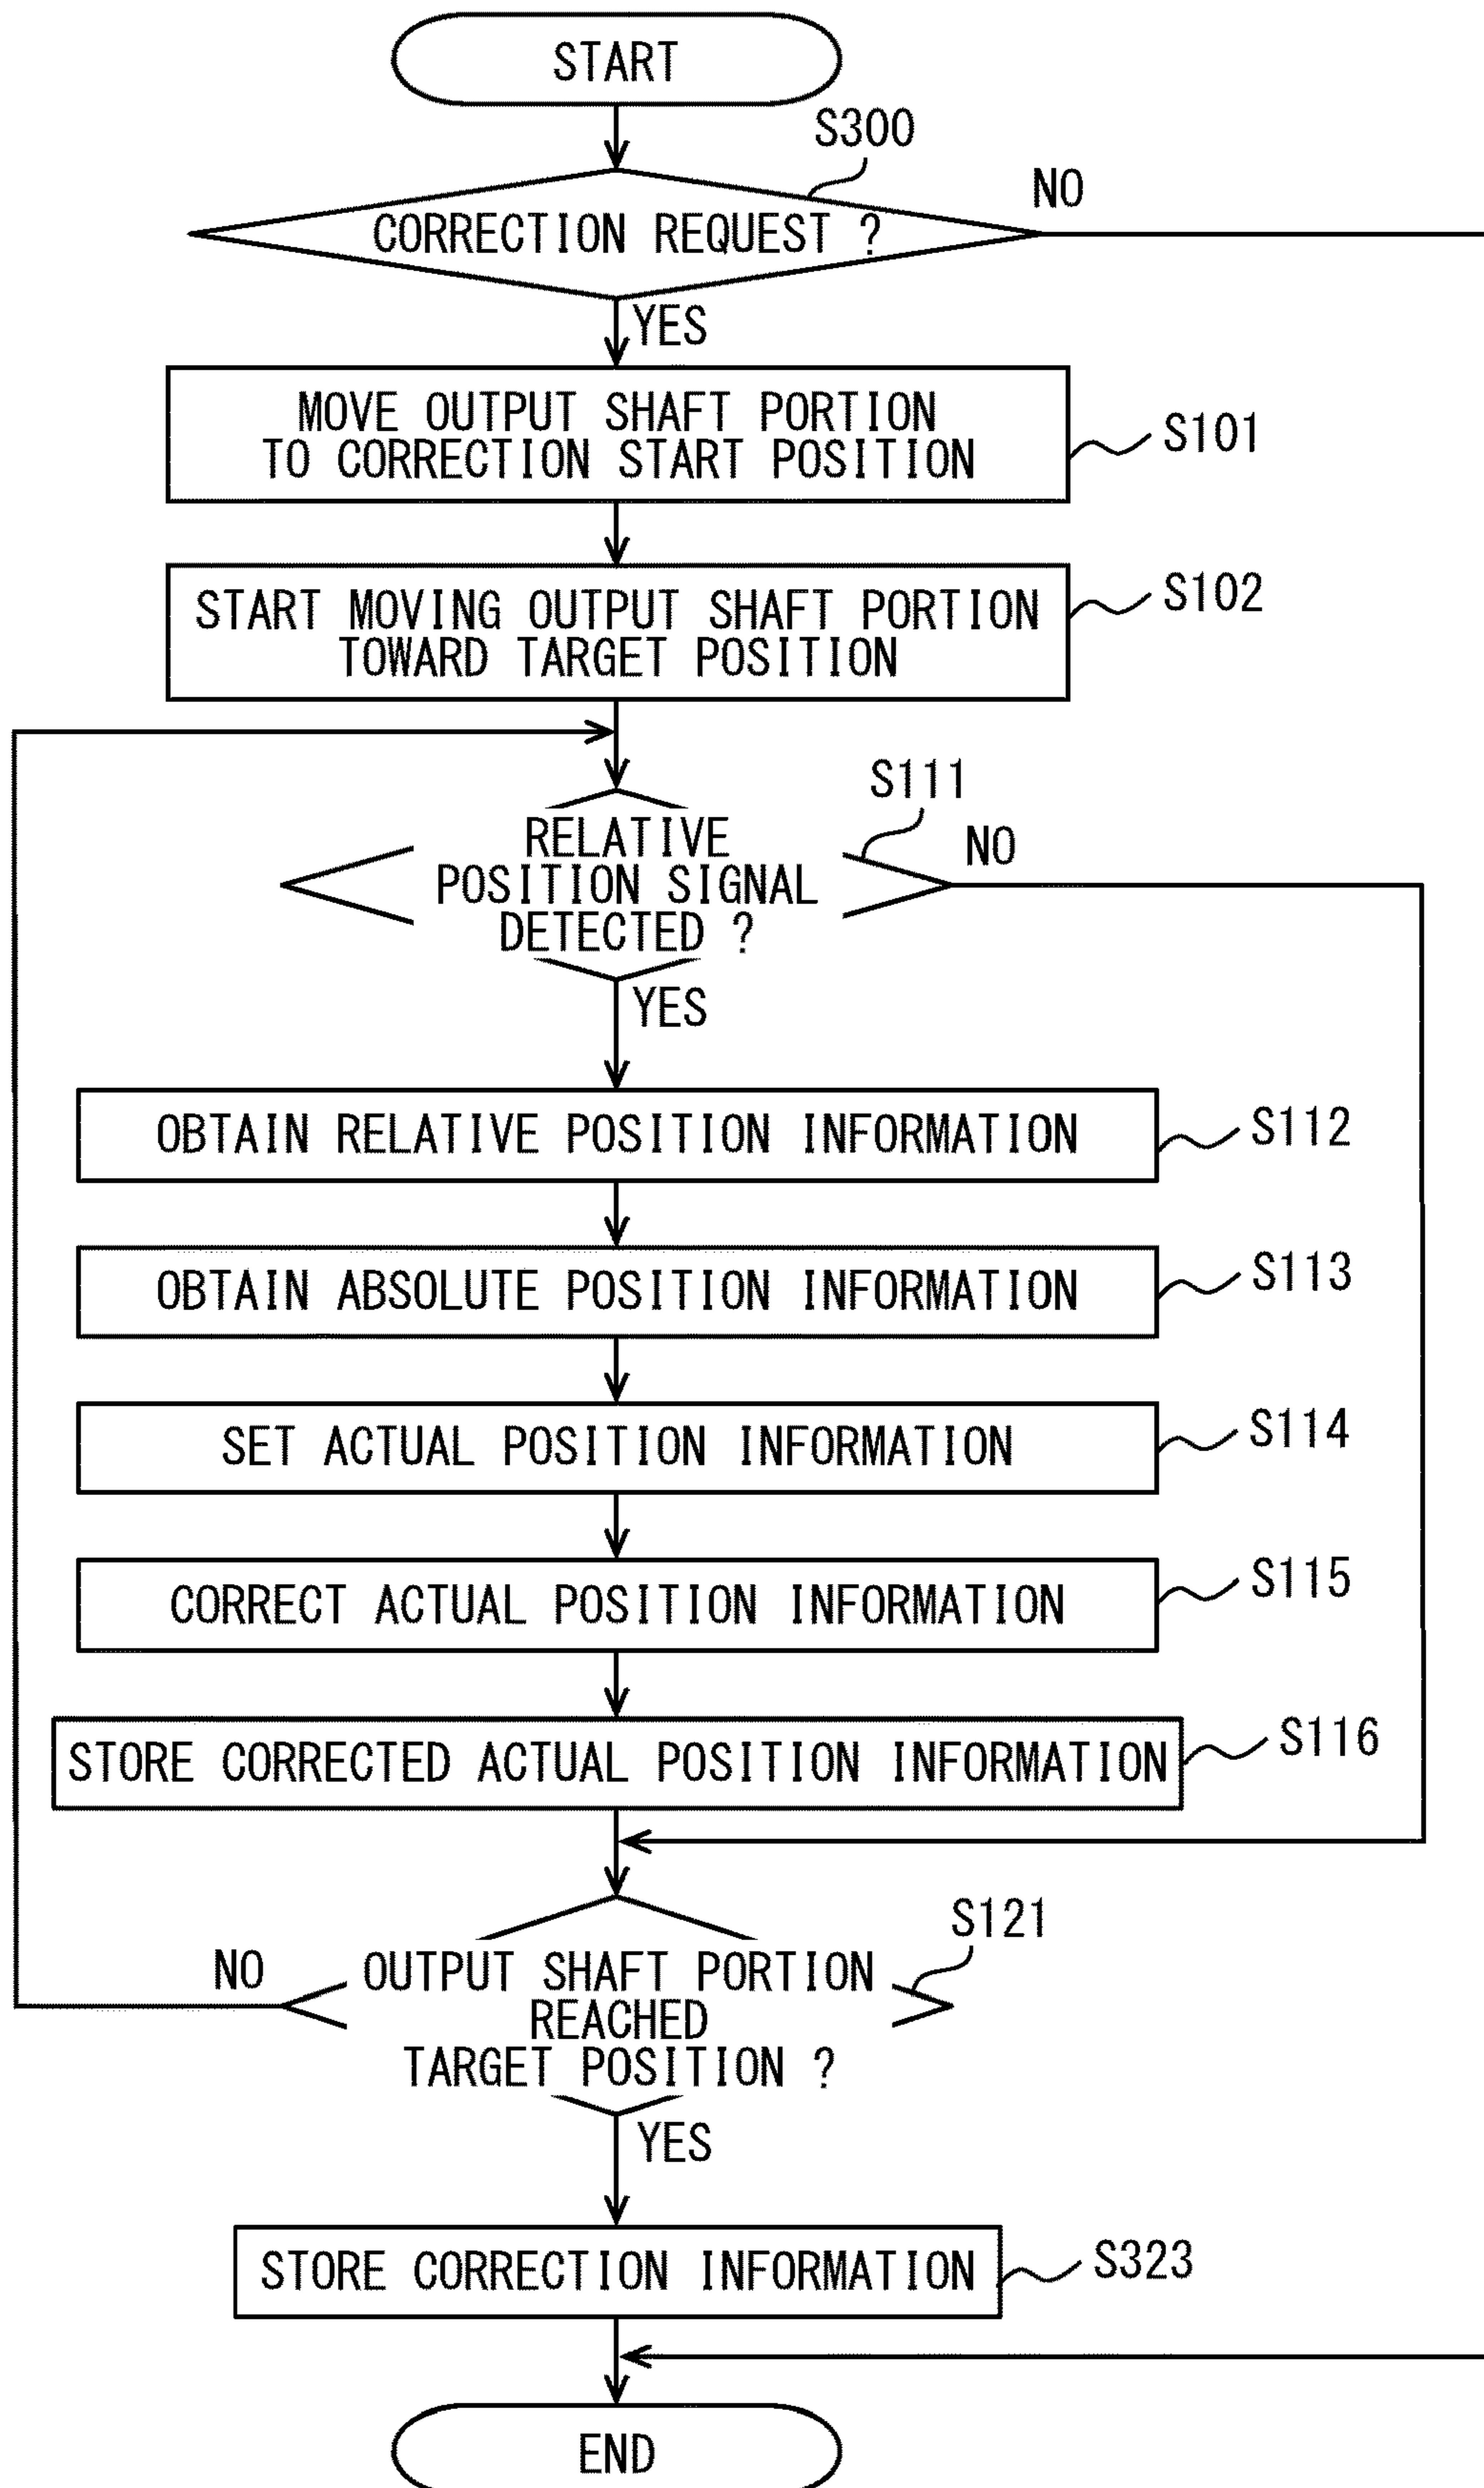 START
S300
NO
CORRECTION REQUEST ?
YES
MOVE OUTPUT SHAFT PORTION
TO CORRECTION START POSITION
S101
START MOVING OUTPUT SHAFT PORTION
TOWARD TARGET POSITION
S102
S111
NO
RELATIVE
POSITION SIGNAL
DETECTED ?
YES
OBTAIN RELATIVE POSITION INFORMATION
S112
OBTAIN ABSOLUTE POSITION INFORMATION
S113
SET ACTUAL POSITION INFORMATION
S114
CORRECT ACTUAL POSITION INFORMATION
S115
STORE CORRECTED ACTUAL POSITION INFORMATION
S116
S121
NO
OUTPUT SHAFT PORTION
REACHED
TARGET POSITION ?
YES
STORE CORRECTION INFORMATION
S323
END